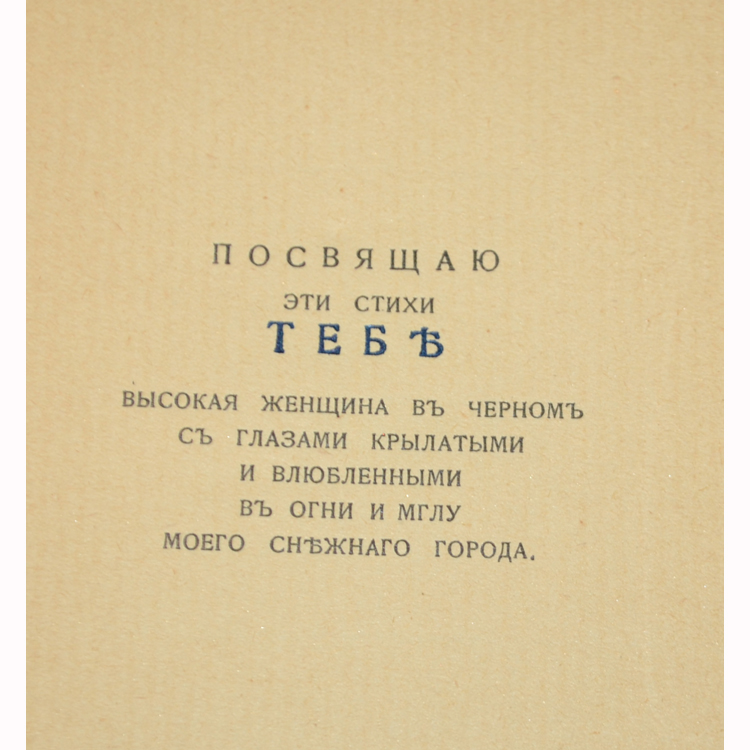 ПОСВЯЩАЮ
ЭТИ СТИХИ
ТЕБѢ
ВЫСОКАЯ ЖЕНЩИНА ВЪ ЧЕРНОМЪ
СЪ ГЛАЗАМИ КРЫЛАТЫМИ
И ВЛЮБЛЕННЫМИ
ВЪ ОГНИ И МГЛУ
МОЕГО СНѢЖНАГО ГОРОДА.